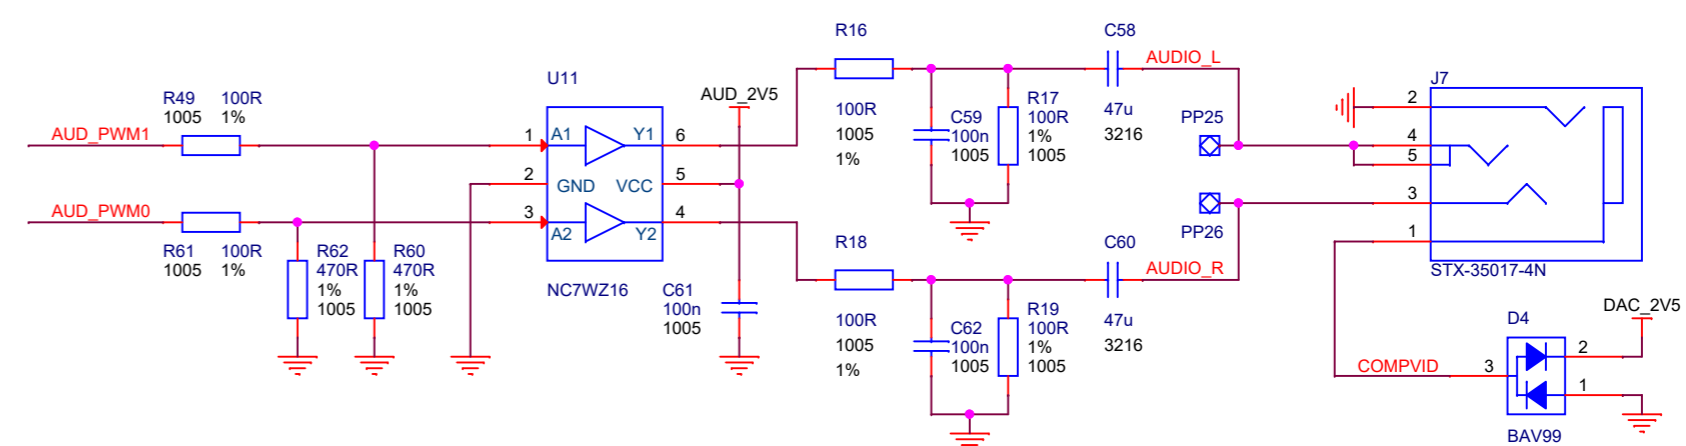 R16
C58
AUDIO_L
J7
U11
R49 100R
1005 1%
AUD_PWM1
AUD_2V5
1 A1 Y1 6
2 GND VCC 5
3 A2 Y2 4
NC7WZ16
AUD_PWM0
R61 100R
1005 1%
R62
470R
1%
1005
R60
470R
1%
1005
C61
100n
1005
100R
1005
1%
C59
100n
1005
R17
100R
1%
1005
47u
3216
PP25
PP26
2
4
5
3
1
STX-35017-4N
R18
C60
AUDIO_R
100R
1005
1%
C62
100n
1005
R19
100R
1%
1005
47u
3216
D4
DAC_2V5
COMPVID
3
2
1
BAV99